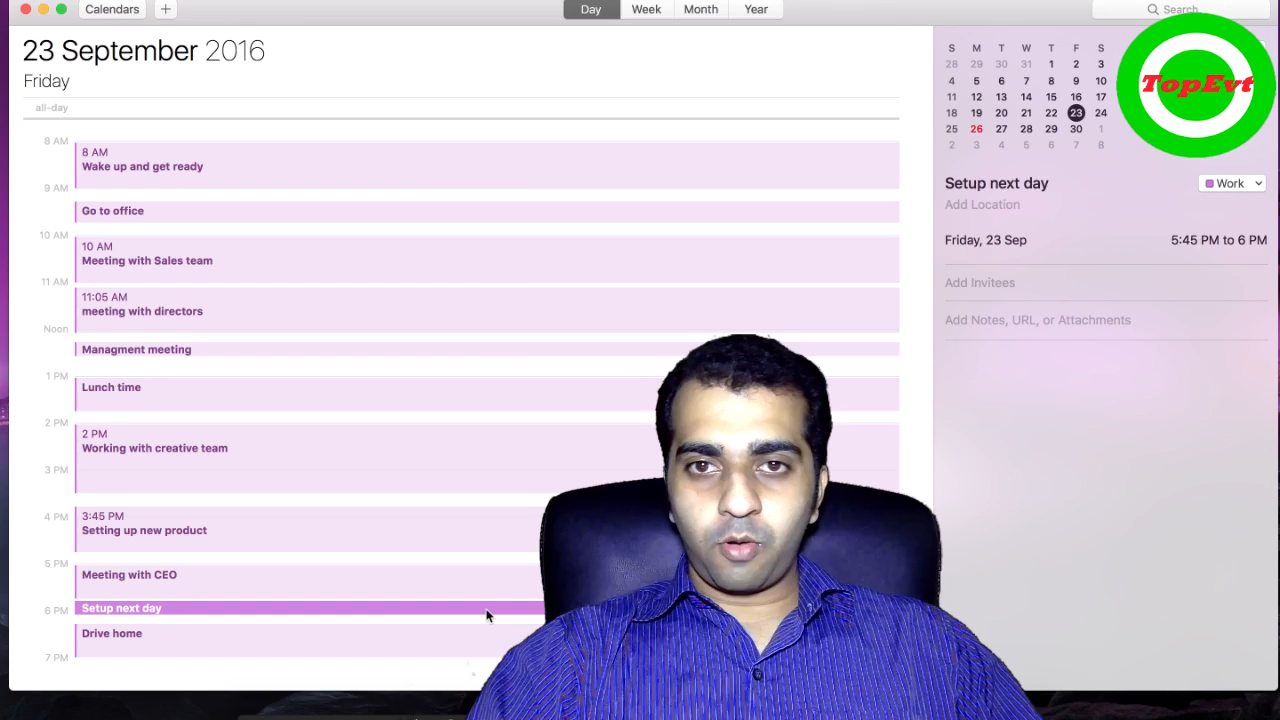 Calendars
+
Day
Week
Month
Year
Search
23 September 2016
Friday
all-day
8 AM
8 AM
Wake up and get ready
9 AM
Go to office
10 AM
10 AM
Meeting with Sales team
11 AM
11:05 AM
meeting with directors
Noon
Managment meeting
1 PM
Lunch time
2 PM
2 PM
Working with creative team
3 PM
4 PM
3:45 PM
Setting up new product
5 PM
Meeting with CEO
6 PM
Setup next day
Drive home
7 PM
TopEvt
S M T W T F S
28 29 30 31 1 2 3
4 5 6 7 8 9 10
11 12 13 14 15 16 17
18 19 20 21 22 23 24
25 26 27 28 29 30 1
2 3 4 5 6 7 8
Setup next day
Work
Add Location
Friday, 23 Sep 5:45 PM to 6 PM
Add Invitees
Add Notes, URL, or Attachments